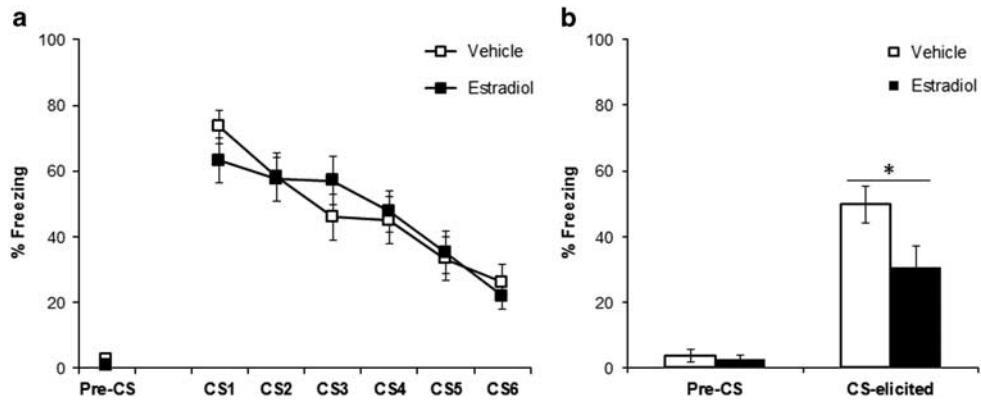 a
100
80
60
40
20
0
% Freezing
Vehicle
Estradiol
Pre-CS CS1 CS2 CS3 CS4 CS5 CS6
b
100
80
60
40
20
0
% Freezing
Vehicle
Estradiol
*
Pre-CS CS-elicited